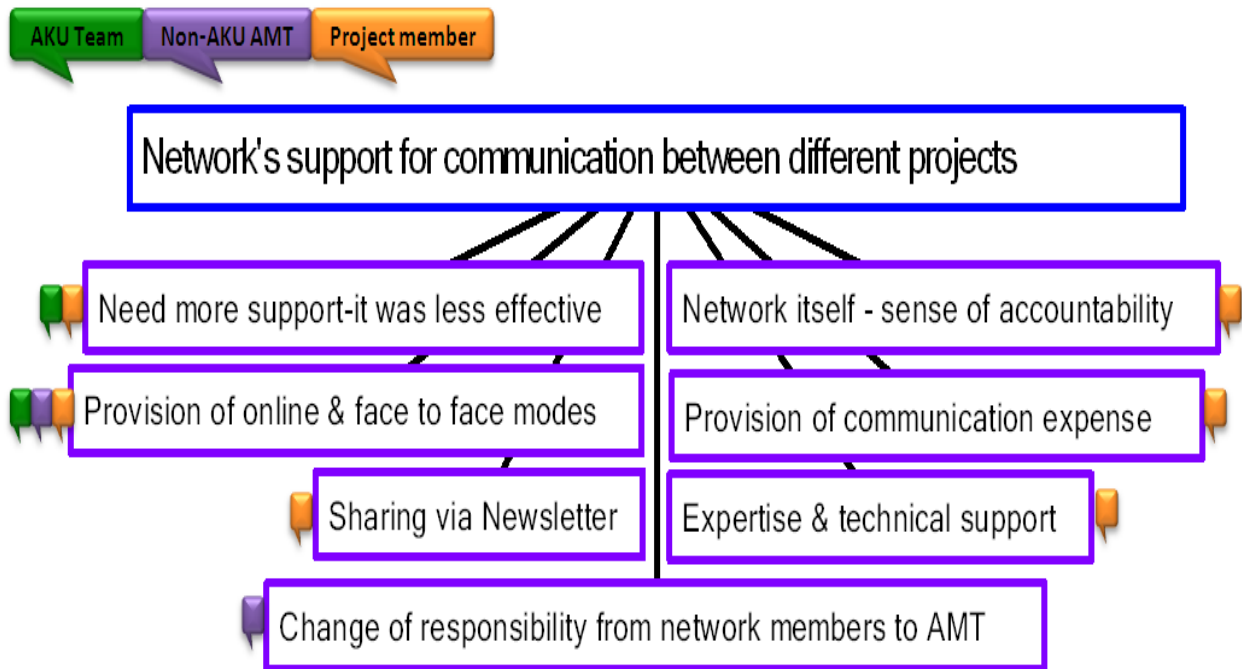 AKU Team
Non-AKU AMT
Project member
Network's support for communication between different projects
Need more support-it was less effective
Network itself - sense of accountability
Provision of online & face to face modes
Provision of communication expense
Sharing via Newsletter
Expertise & technical support
Change of responsibility from network members to AMT